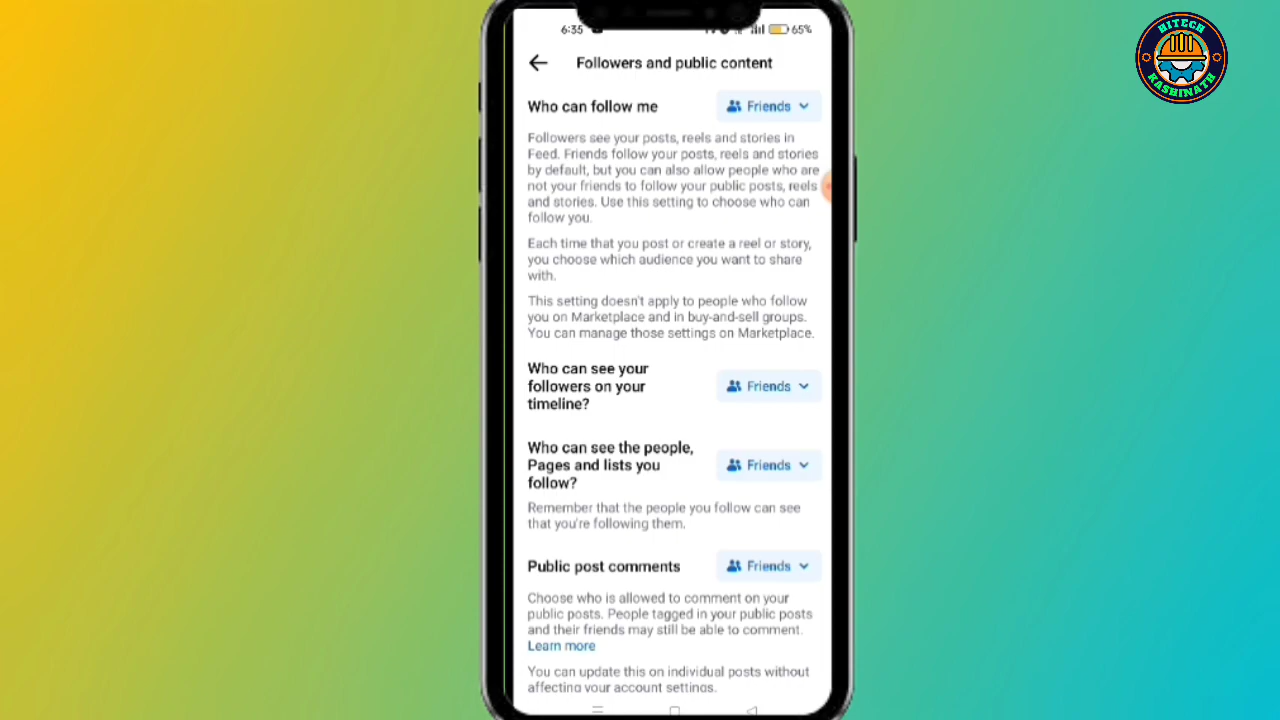 6:35
65%
HITECH
KASHINATH
Followers and public content
Who can follow me
Friends
Followers see your posts, reels and stories in
Feed. Friends follow your posts, reels and stories
by default, but you can also allow people who are
not your friends to follow your public posts, reels
and stories. Use this setting to choose who can
follow you.
Each time that you post or create a reel or story,
you choose which audience you want to share
with.
This setting doesn't apply to people who follow
you on Marketplace and in buy-and-sell groups.
You can manage those settings on Marketplace.
Who can see your
followers on your
timeline?
Friends
Who can see the people,
Pages and lists you
follow?
Friends
Remember that the people you follow can see
that you're following them.
Public post comments
Friends
Choose who is allowed to comment on your
public posts. People tagged in your public posts
and their friends may still be able to comment.
Learn more
You can update this on individual posts without
affecting your account settings.